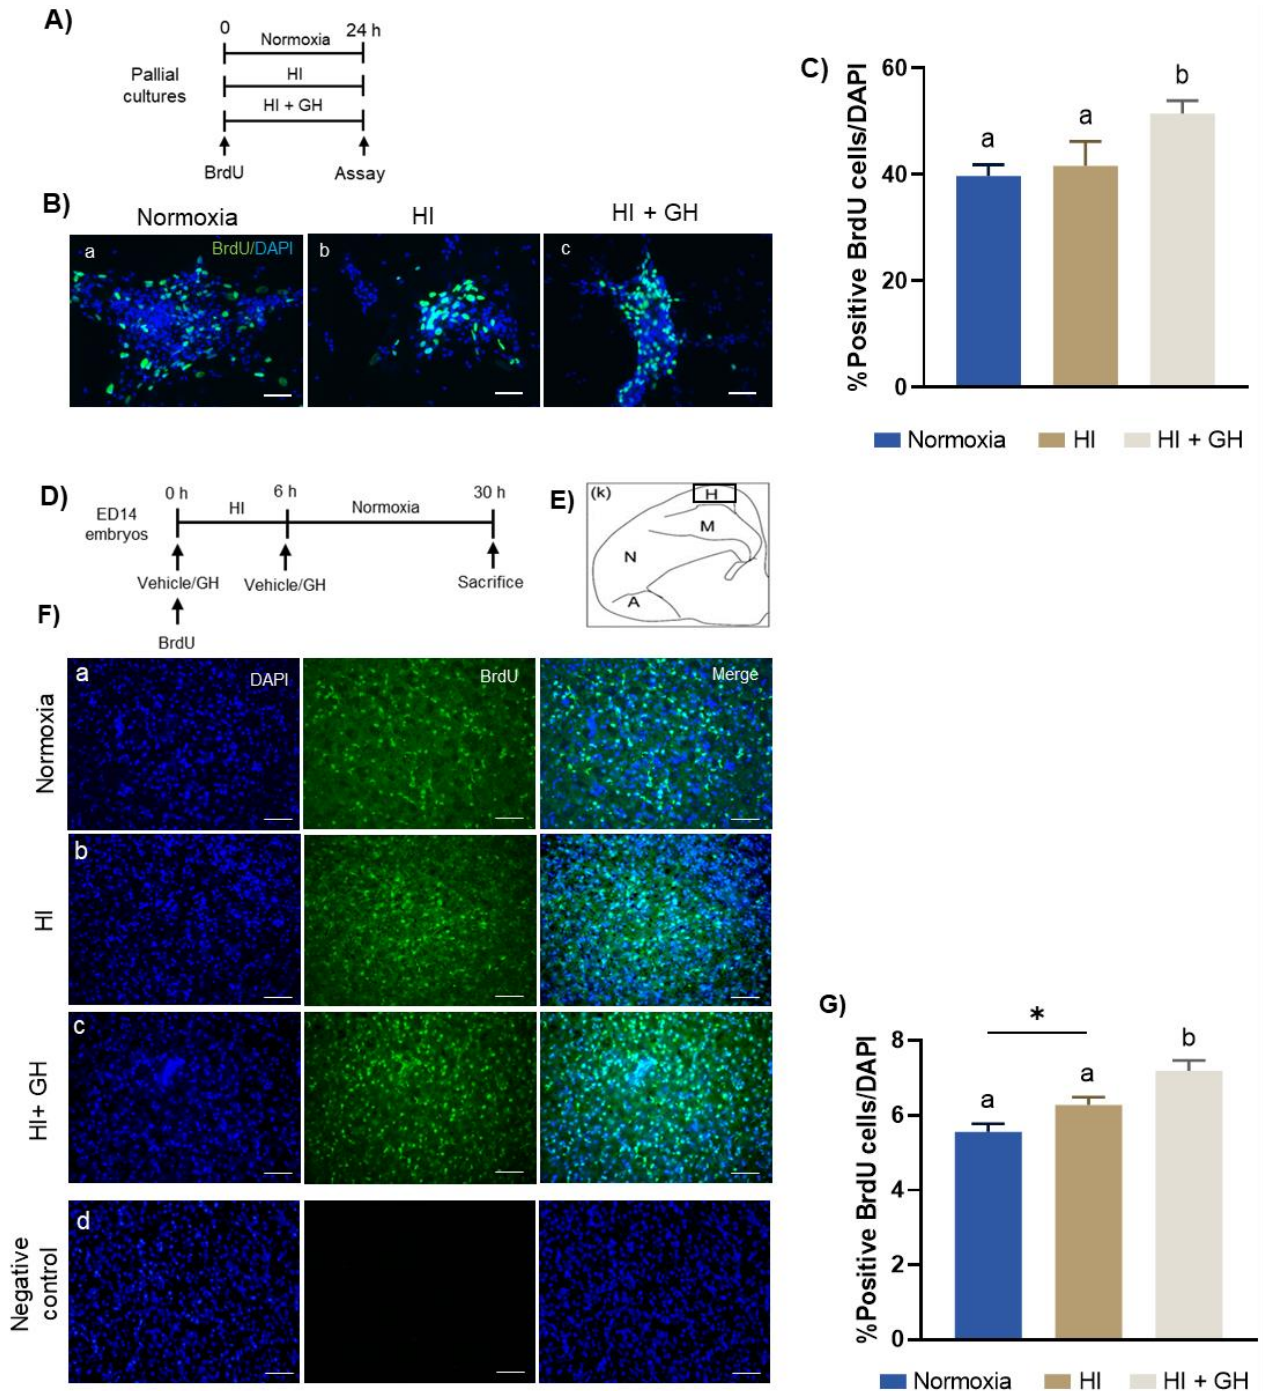 A)
0
24 h
Normoxia
Pallial
cultures
HI
HI + GH
BrdU
Assay
B)
Normoxia
HI
HI + GH
a
BrdU/DAPI
b
c
C)
%Positive BrdU cells/DAPI
60
40
20
0
a
a
b
Normoxia
HI
HI + GH
D)
0 h
6 h
30 h
ED14
embryos
HI
Normoxia
Vehicle/GH
Vehicle/GH
Sacrifice
BrdU
E)
(k)
H
M
N
A
F)
Normoxia
a
DAPI
BrdU
Merge
HI
b
HI+ GH
c
Negative
control
d
G)
%Positive BrdU cells/DAPI
8
6
4
2
0
*
a
a
b
Normoxia
HI
HI + GH